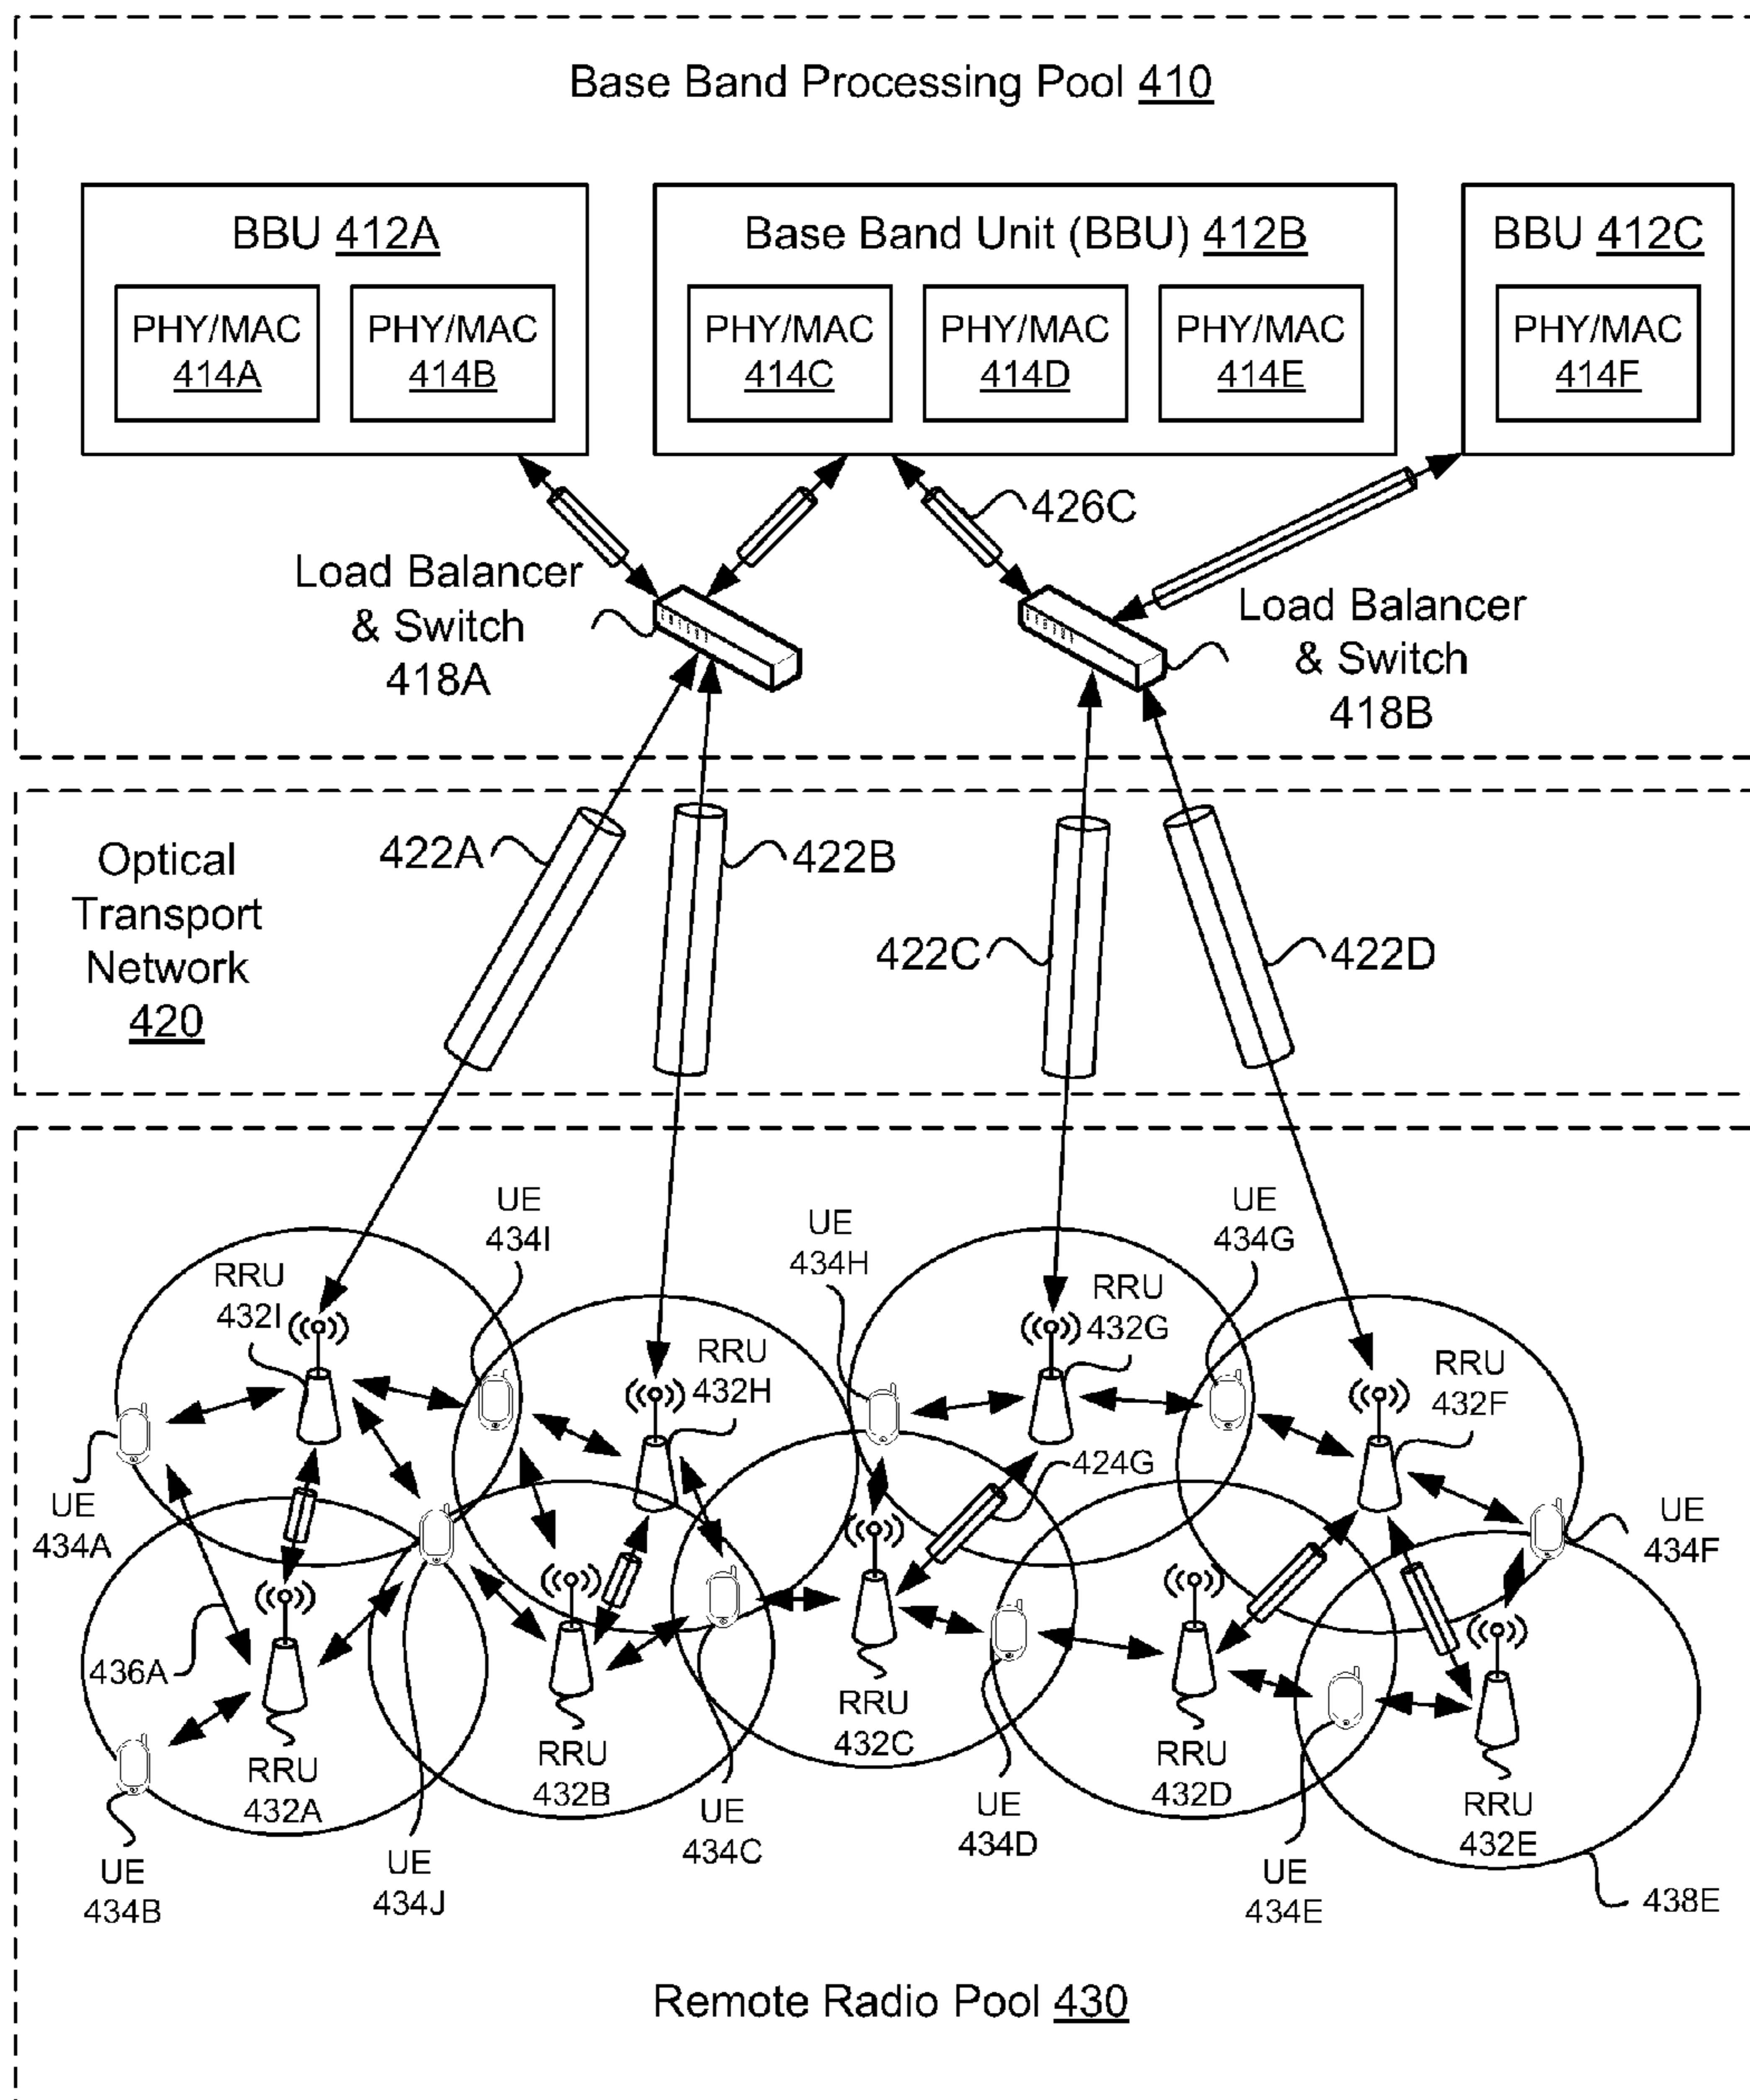 Base Band Processing Pool 410
BBU 412A
PHY/MAC
414A
PHY/MAC
414B
Base Band Unit (BBU) 412B
PHY/MAC
414C
PHY/MAC
414D
PHY/MAC
414E
BBU 412C
PHY/MAC
414F
426C
Load Balancer
& Switch
418A
Load Balancer
& Switch
418B
Optical
Transport
Network
420
422A
422B
422C
422D
UE
434I
UE
434H
UE
434G
RRU
432I
RRU
432H
RRU
432G
RRU
432F
424G
UE
434A
UE
434F
436A
RRU
432A
RRU
432B
RRU
432C
RRU
432D
RRU
432E
UE
434B
UE
434J
UE
434C
UE
434D
UE
434E
438E
Remote Radio Pool 430